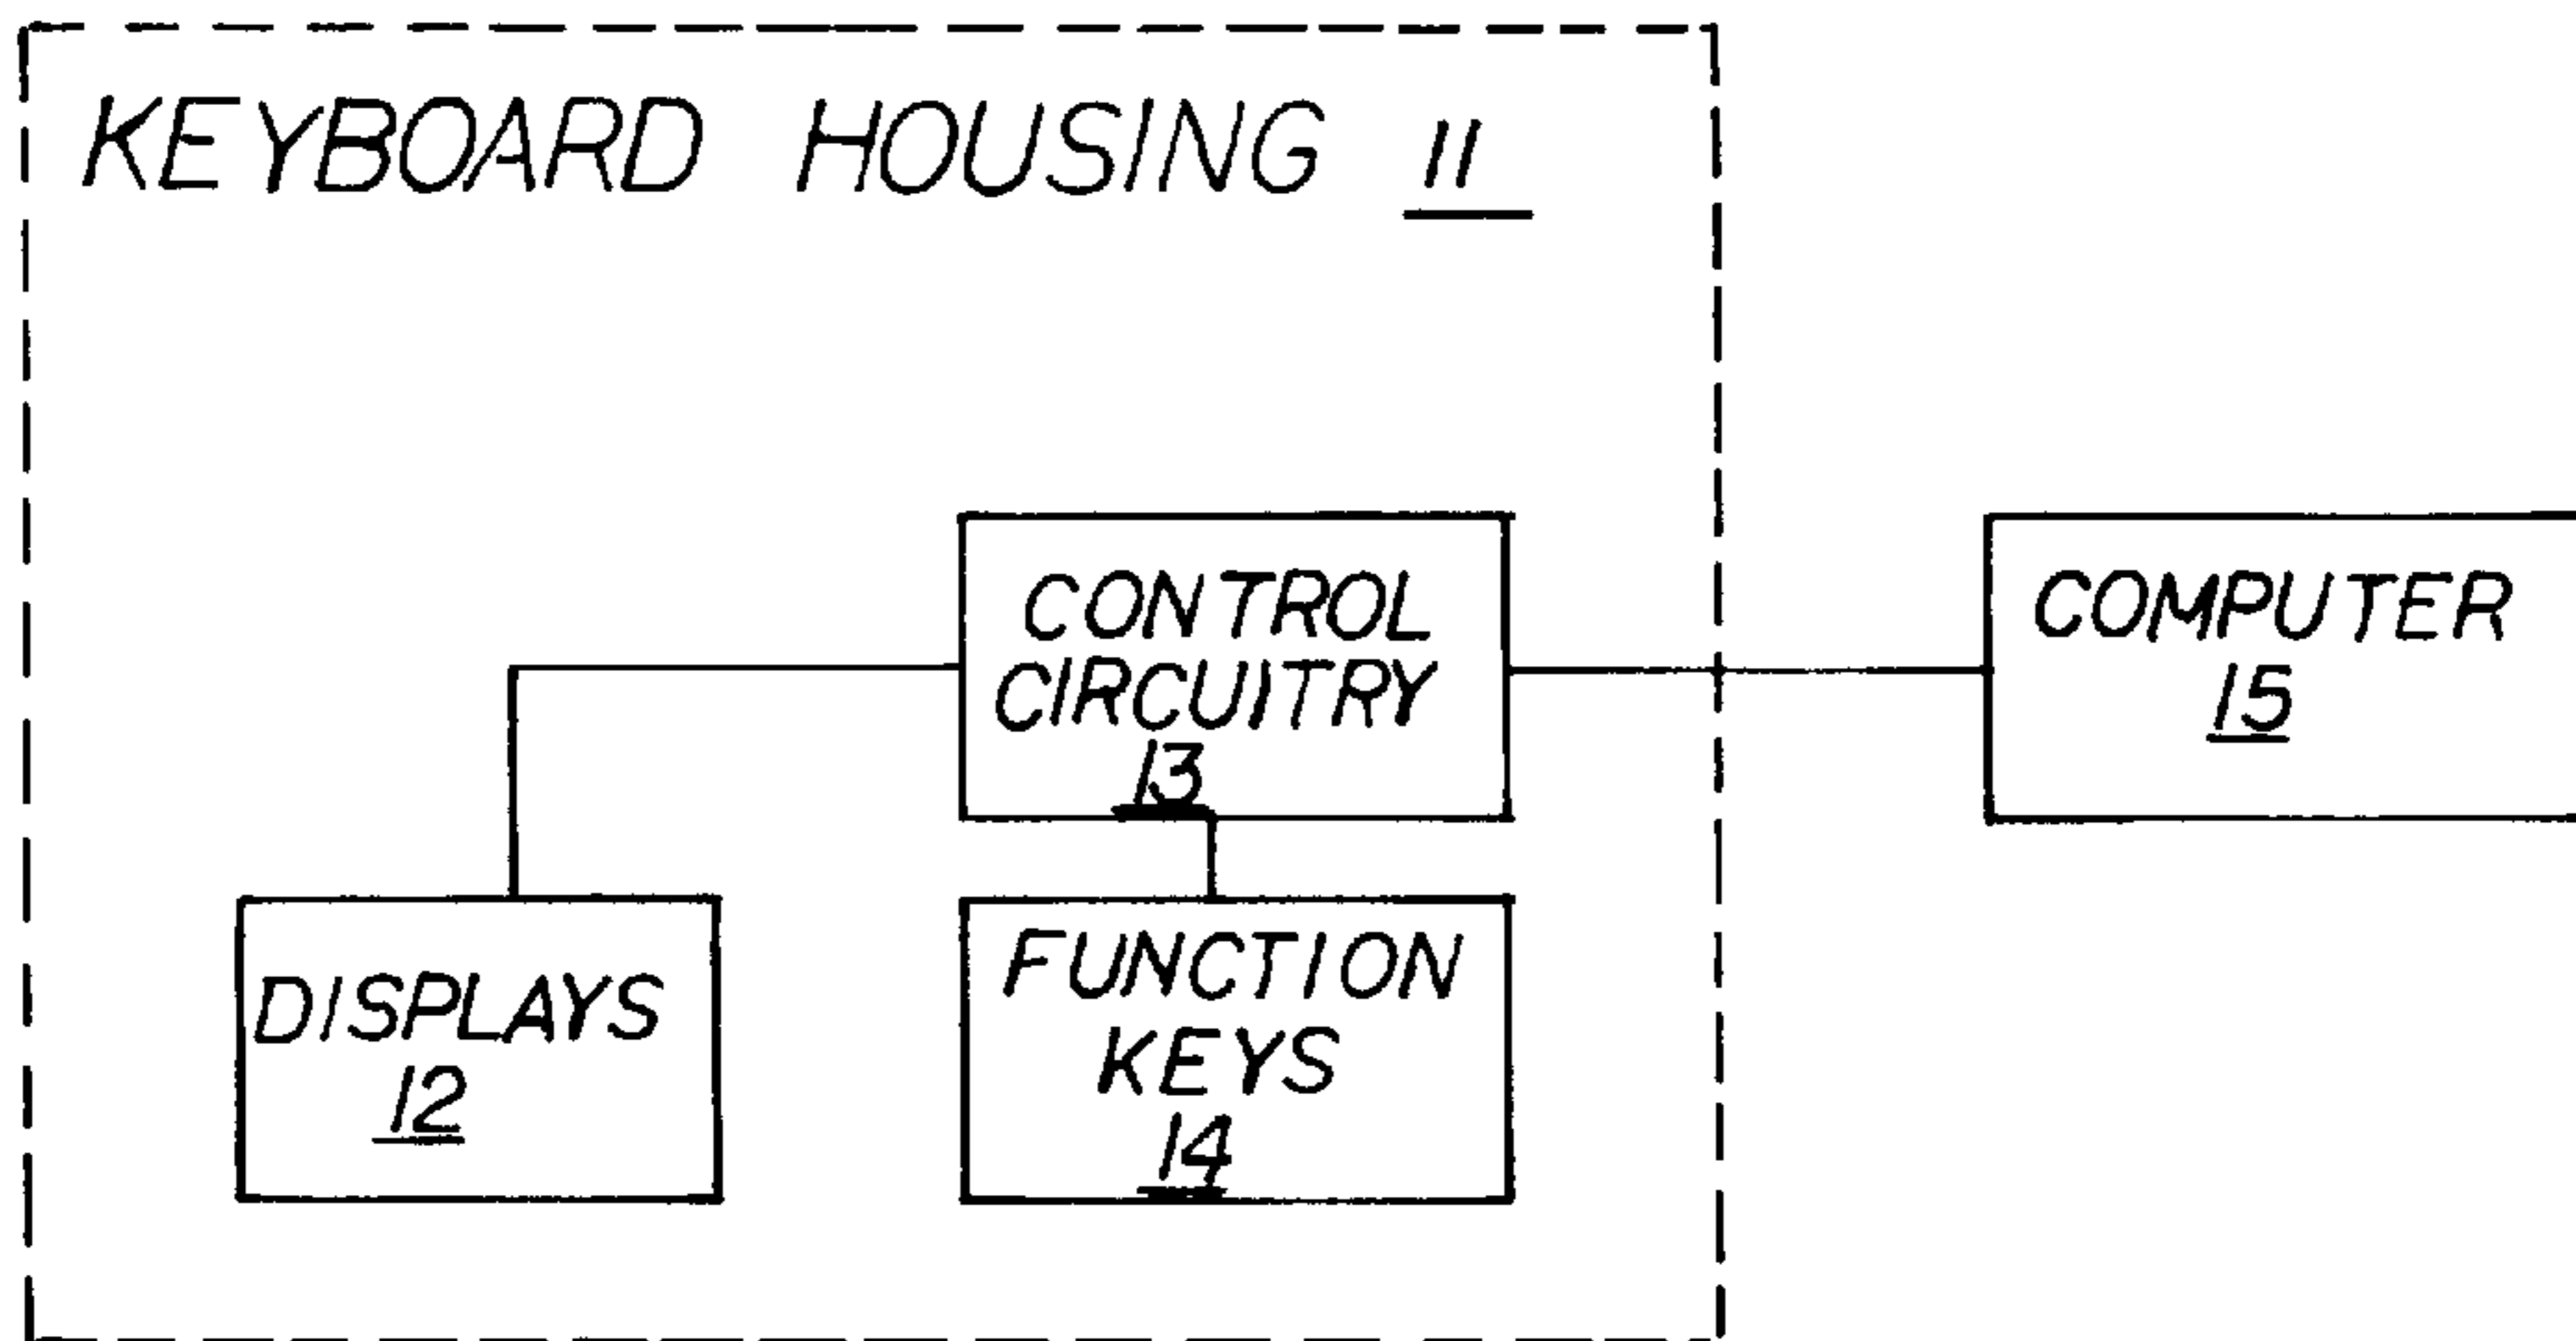 KEYBOARD HOUSING 11
CONTROL
CIRCUITRY
13
COMPUTER
15
DISPLAYS
12
FUNCTION
KEYS
14